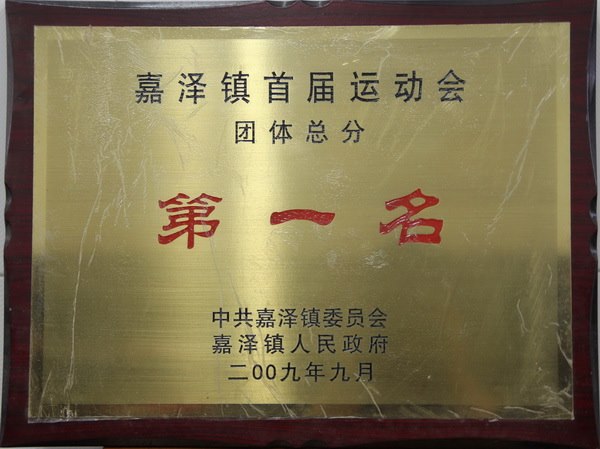 嘉泽镇首届运动会
团体总分
第一名
中共嘉泽镇委员会
嘉泽镇人民政府
二00九年九月